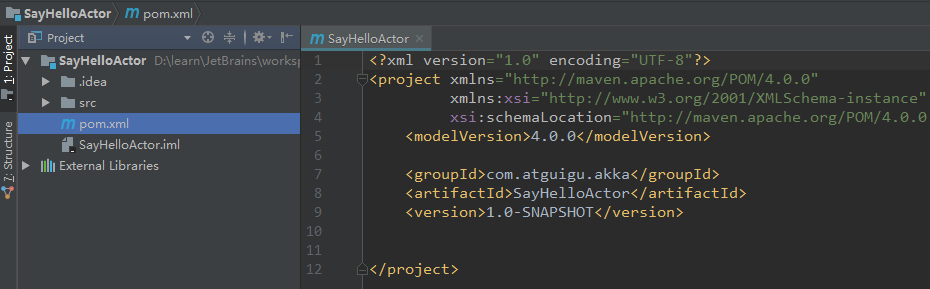 SayHelloActor pom.xml
1: Project
7: Structure
Project
SayHelloActor D:\learn\JetBrains\worksp
.idea
src
pom.xml
SayHelloActor.iml
External Libraries
SayHelloActor
1 <?xml version="1.0" encoding="UTF-8"?>
2 <project xmlns="http://maven.apache.org/POM/4.0.0"
3 xmlns:xsi="http://www.w3.org/2001/XMLSchema-instance"
4 xsi:schemaLocation="http://maven.apache.org/POM/4.0.0
5 <modelVersion>4.0.0</modelVersion>
6
7 <groupId>com.atguigu.akka</groupId>
8 <artifactId>SayHelloActor</artifactId>
9 <version>1.0-SNAPSHOT</version>
10
11
12 </project>